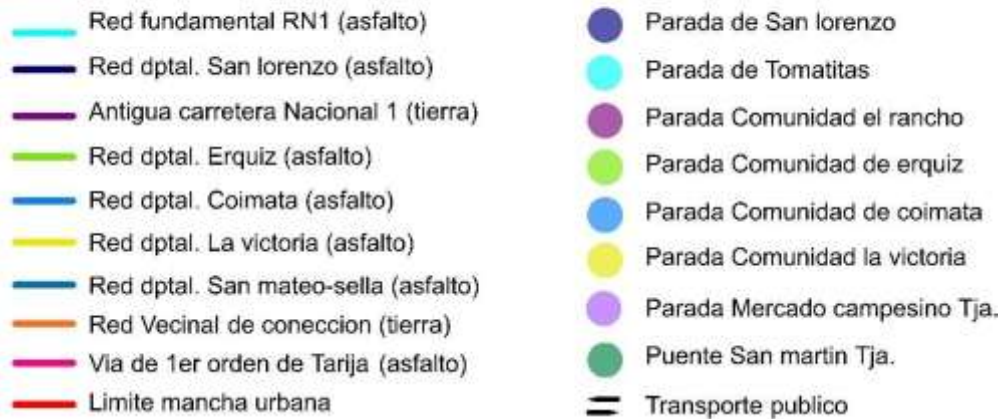 Red fundamental RN1 (asfalto)
Red dptal. San lorenzo (asfalto)
Antigua carretera Nacional 1 (tierra)
Red dptal. Erquiz (asfalto)
Red dptal. Coimata (asfalto)
Red dptal. La victoria (asfalto)
Red dptal. San mateo-sella (asfalto)
Red Vecinal de coneccion (tierra)
Via de 1er orden de Tarija (asfalto)
Limite mancha urbana
Parada de San lorenzo
Parada de Tomatitas
Parada Comunidad el rancho
Parada Comunidad de erquiz
Parada Comunidad de coimata
Parada Comunidad la victoria
Parada Mercado campesino Tja.
Puente San martin Tja.
Transporte publico